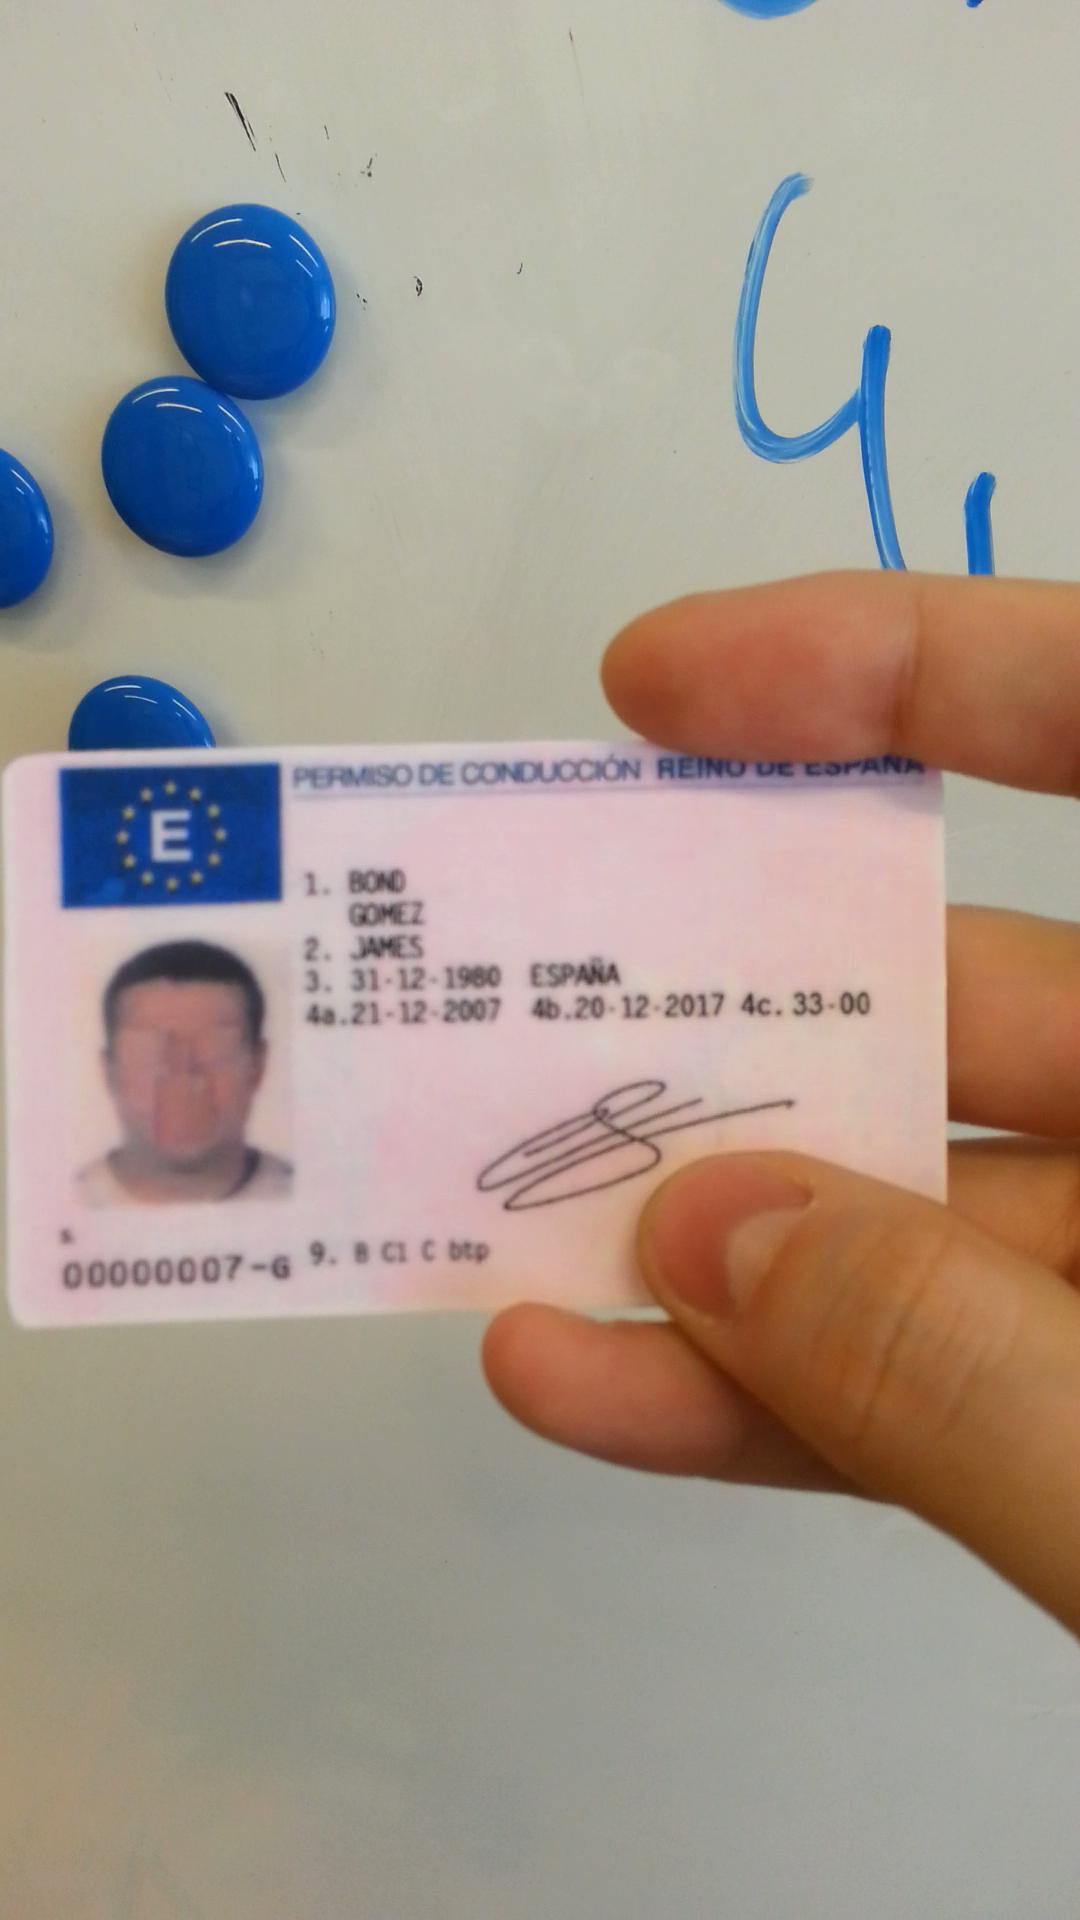 E
PERMISO DE CONDUCCIÓN REINO DE ESPAÑA
1. BOND
GOMEZ
2. JAMES
3. 31-12-1980 ESPAÑA
4a.21-12-2007 4b.20-12-2017 4c. 33-00
5.
00000007-G
9. B C1 C btp